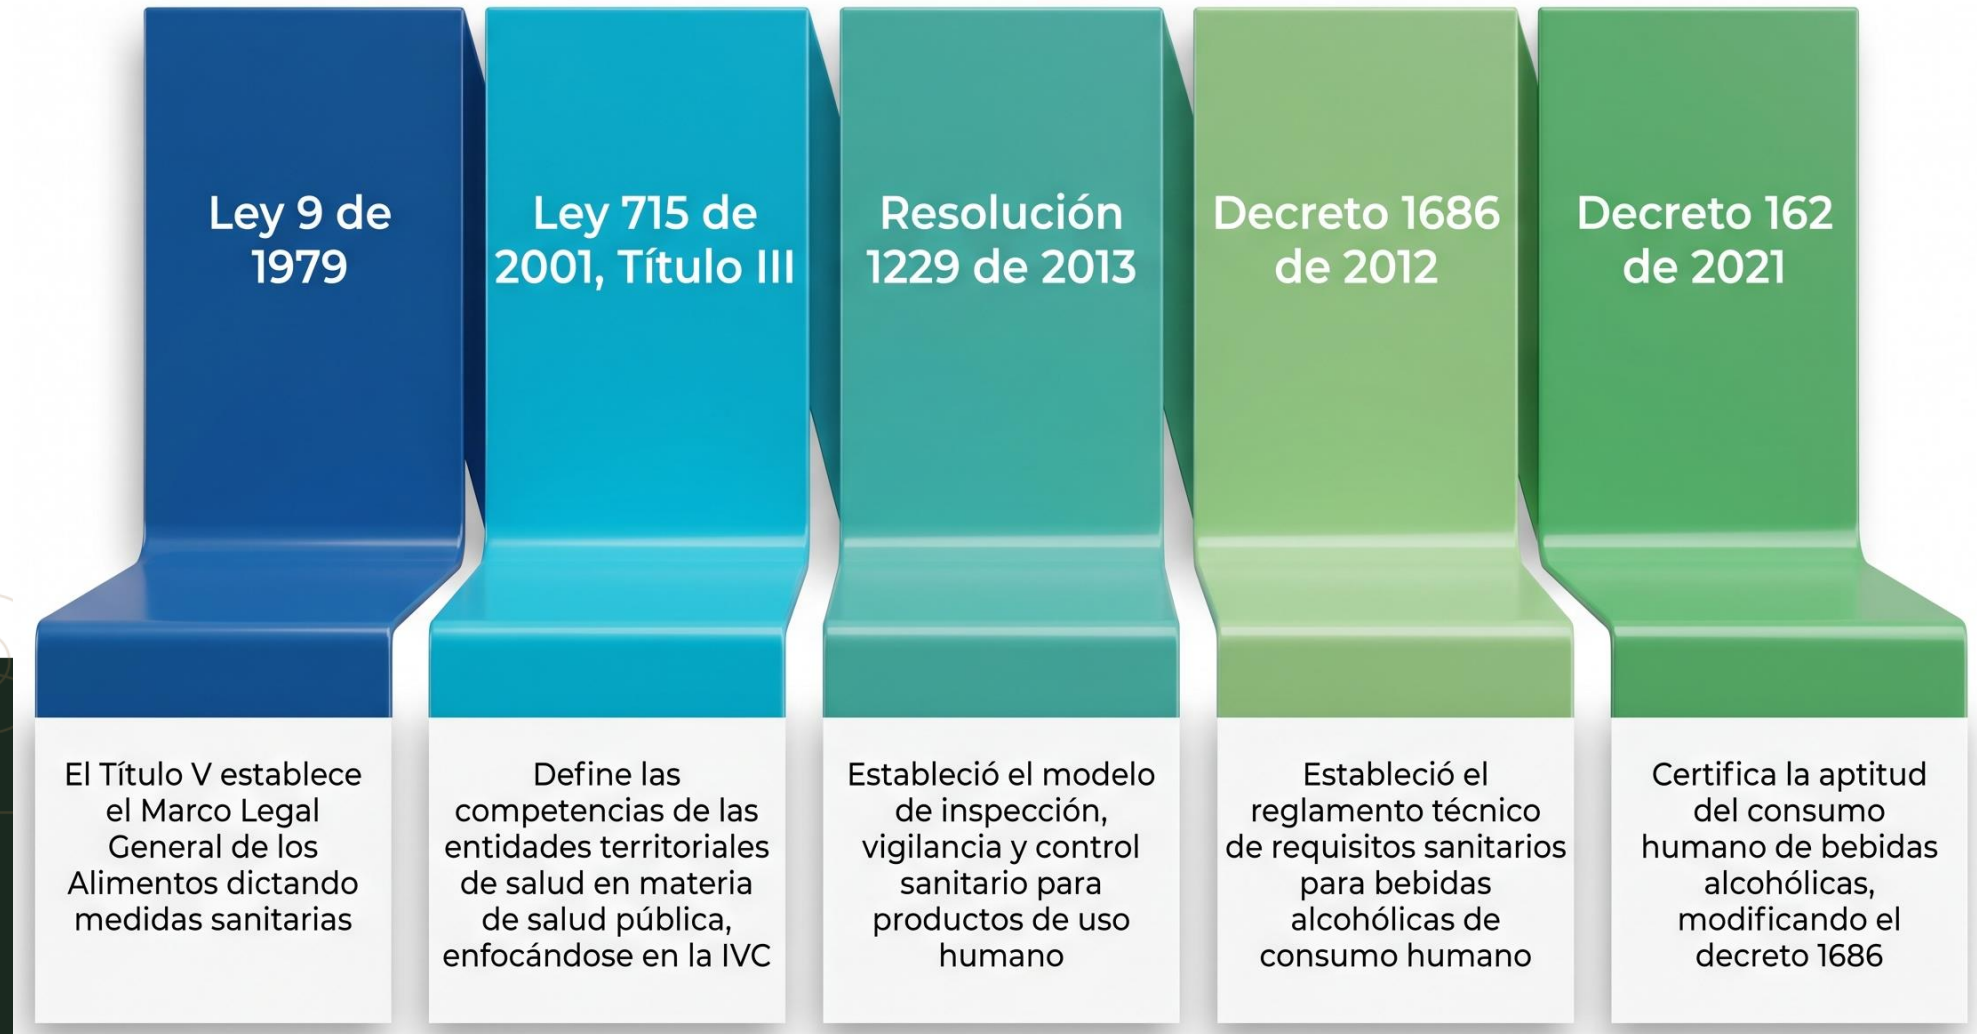 Ley 9 de
1979
Ley 715 de
2001, Título III
Resolución
1229 de 2013
Decreto 1686
de 2012
Decreto 162
de 2021
El Título V establece
el Marco Legal
General de los
Alimentos dictando
medidas sanitarias
Define las
competencias de las
entidades territoriales
de salud en materia
de salud pública,
enfocándose en la IVC
Estableció el modelo
de inspección,
vigilancia y control
sanitario para
productos de uso
humano
Estableció el
reglamento técnico
de requisitos sanitarios
para bebidas
alcohólicas de
consumo humano
Certifica la aptitud
del consumo
humano de bebidas
alcohólicas,
modificando el
decreto 1686